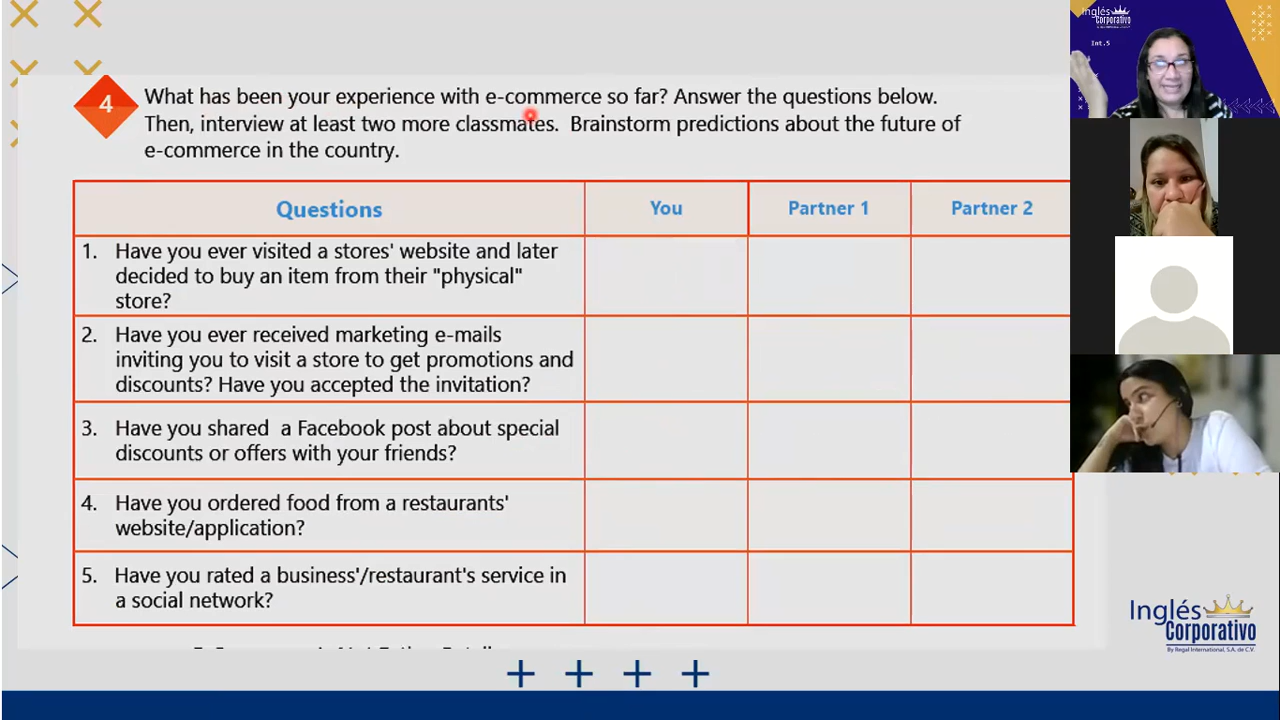 4
What has been your experience with e-commerce so far? Answer the questions below.
Then, interview at least two more classmates. Brainstorm predictions about the future of
e-commerce in the country.
Questions You Partner 1 Partner 2
1. Have you ever visited a stores' website and later
decided to buy an item from their "physical"
store?
2. Have you ever received marketing e-mails
inviting you to visit a store to get promotions and
discounts? Have you accepted the invitation?
3. Have you shared a Facebook post about special
discounts or offers with your friends?
4. Have you ordered food from a restaurants'
website/application?
5. Have you rated a business'/restaurant's service in
a social network?
Inglés
Corporativo
Int.5
Inglés
Corporativo
By Regal International, S.A. de C.V.